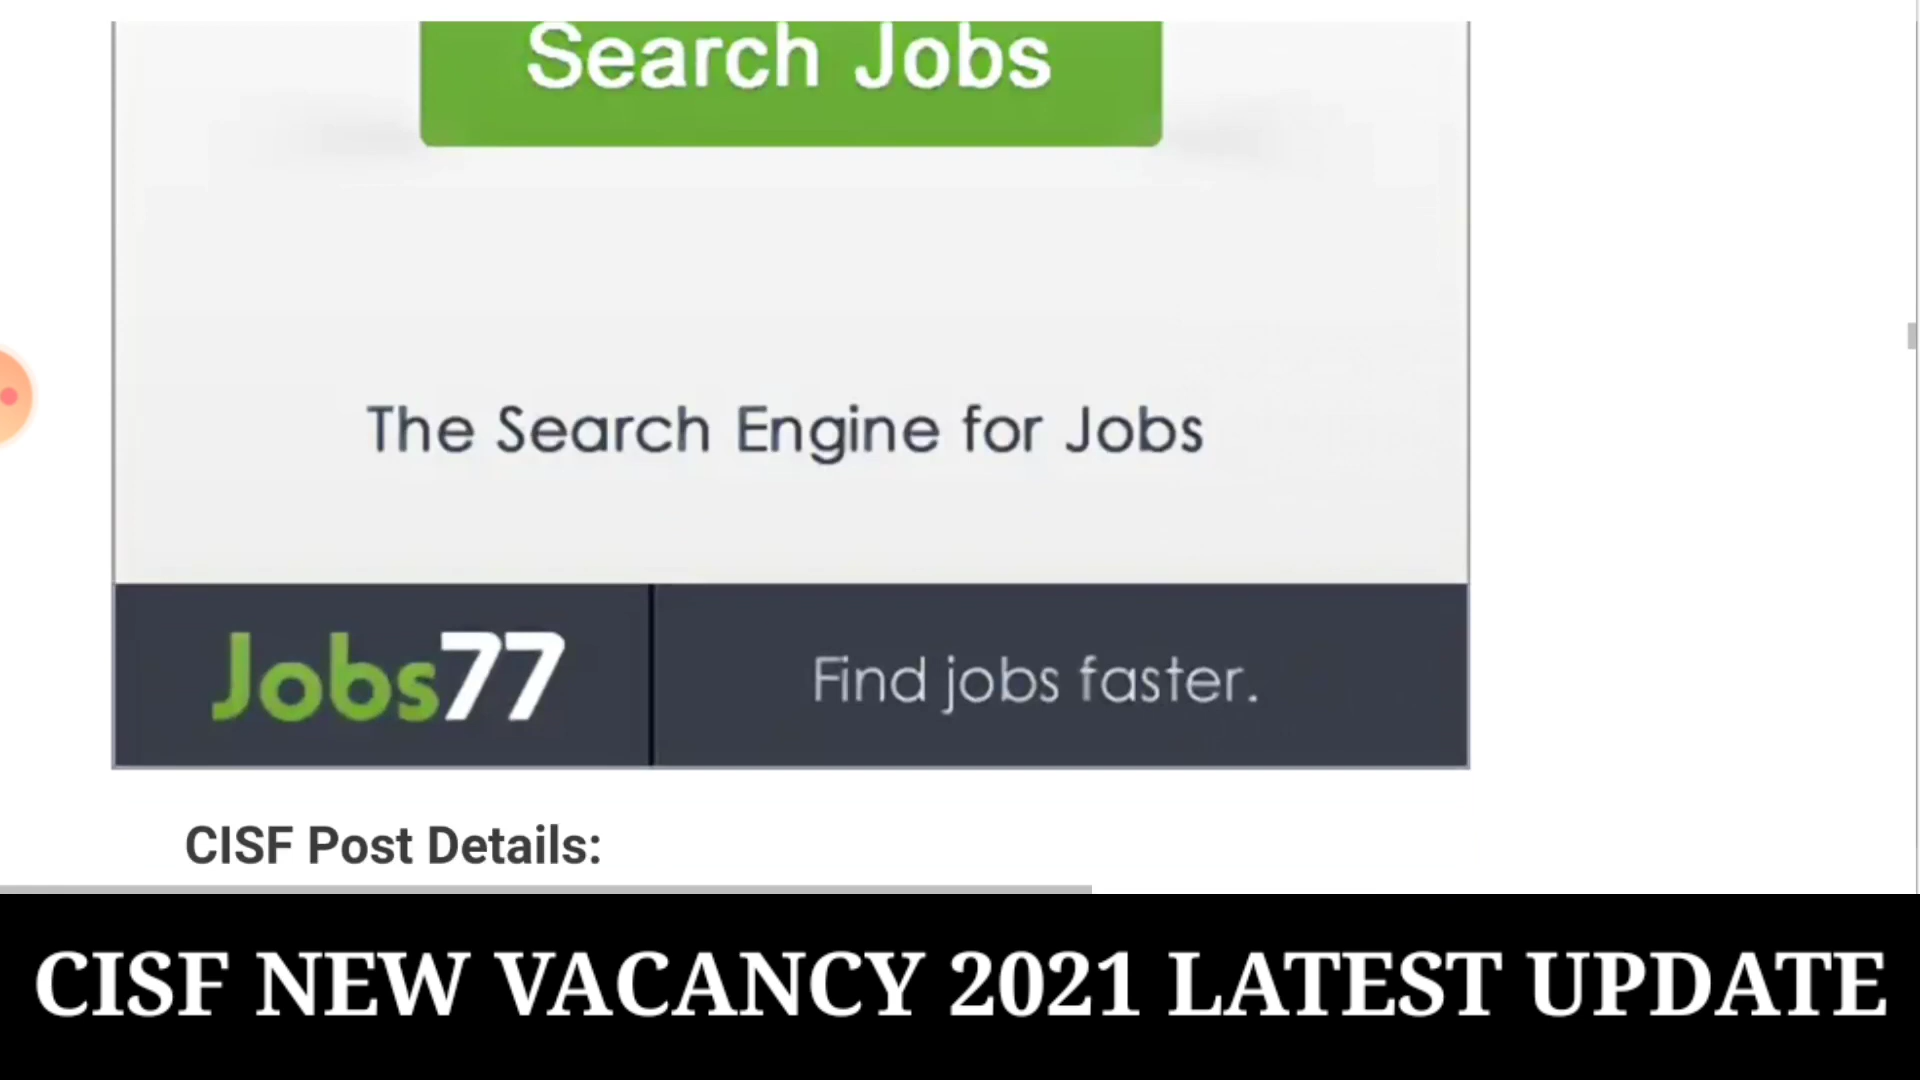 Search Jobs
The Search Engine for Jobs
Jobs77
Find jobs faster.
CISF Post Details:
CISF NEW VACANCY 2021 LATEST UPDATE